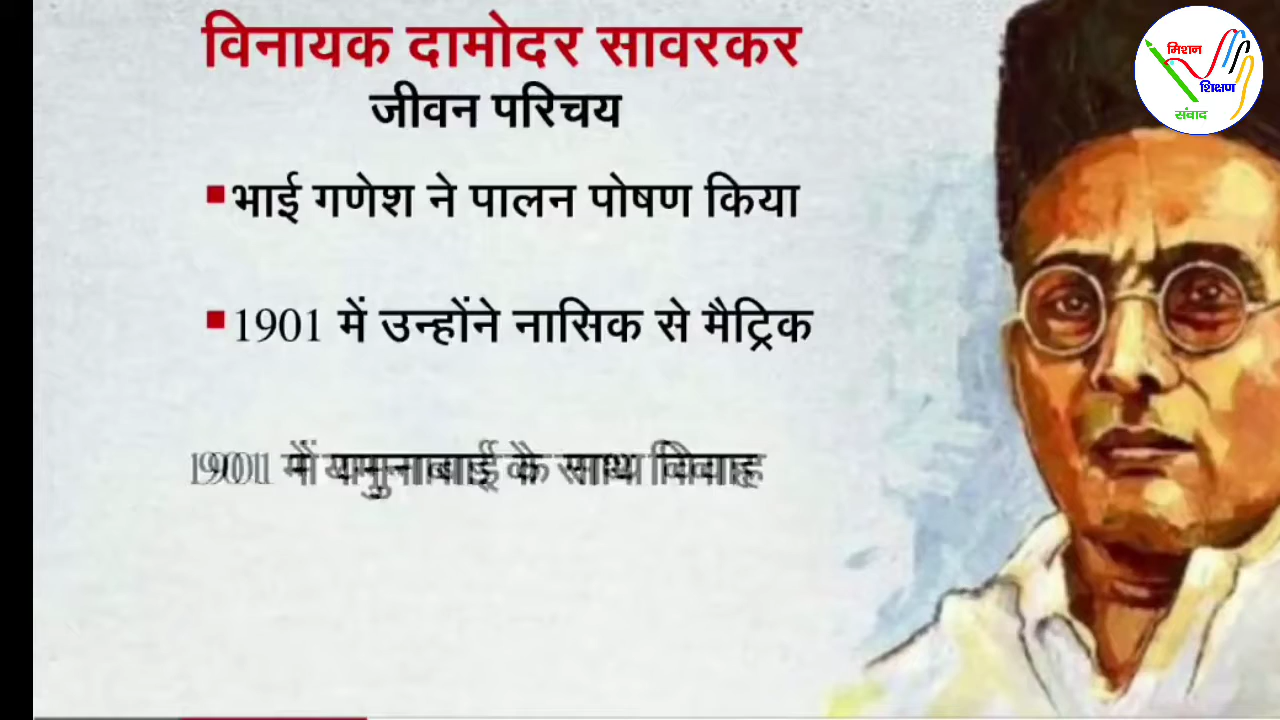 विनायक दामोदर सावरकर
जीवन परिचय
भाई गणेश ने पालन पोषण किया
1901 में उन्होंने नासिक से मैट्रिक
1901 में यमुनाबाई के साथ विवाह
मिशन
शिक्षण
संवाद